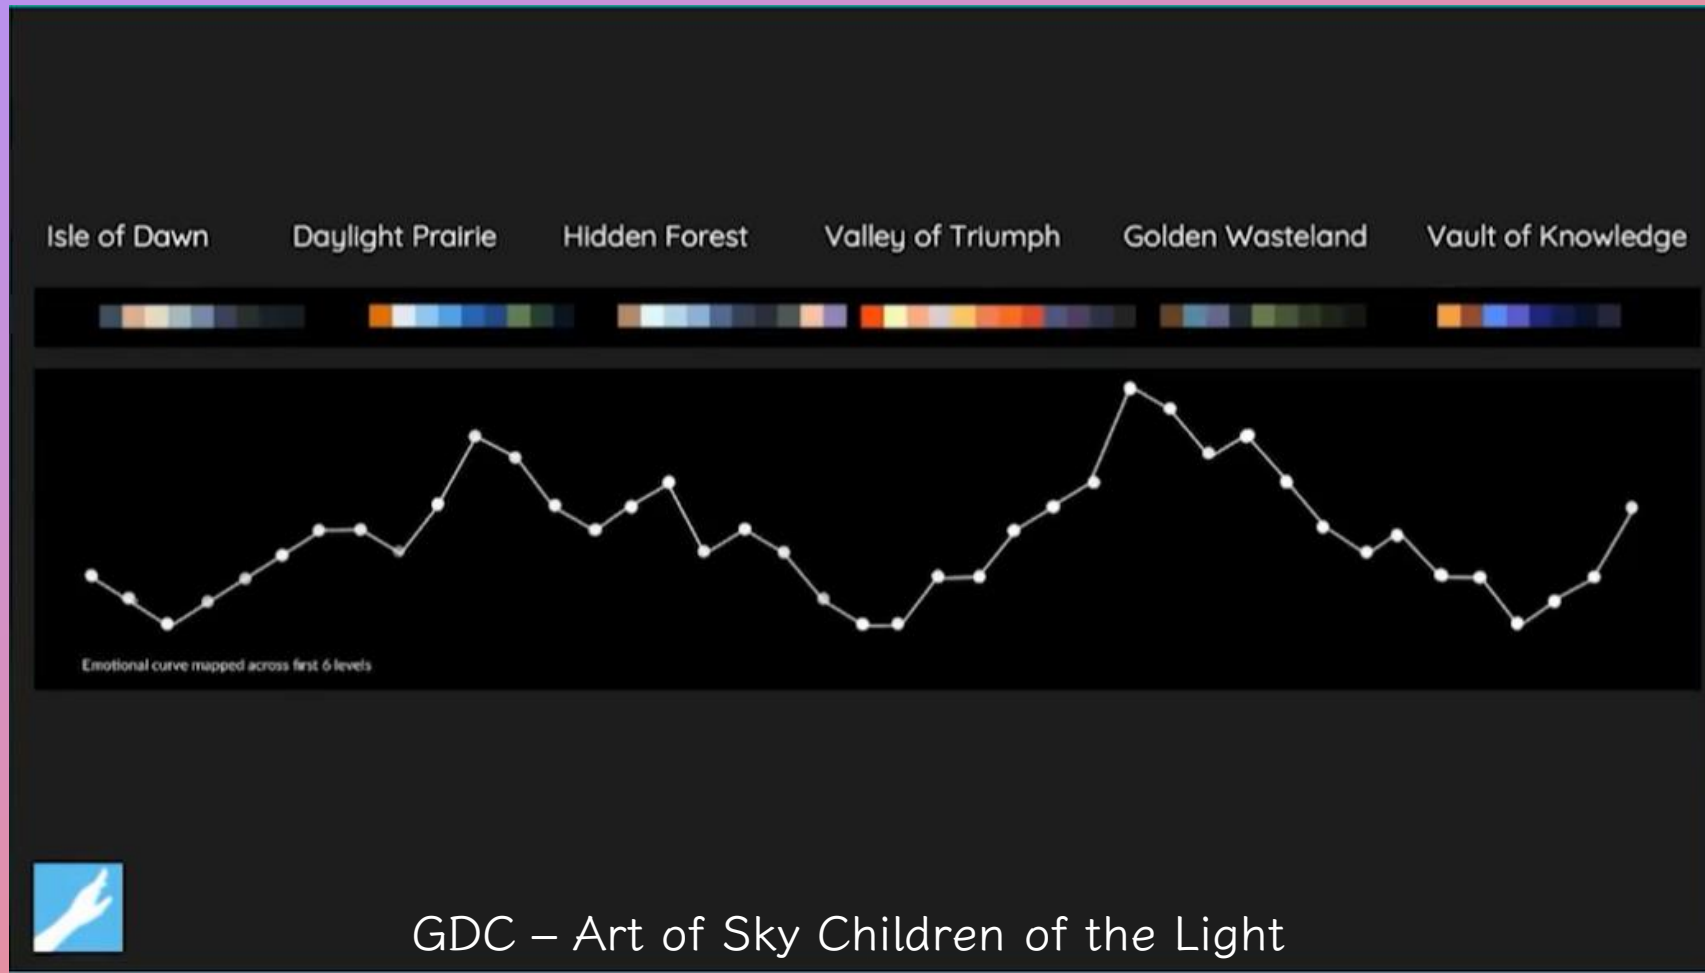 Isle of Dawn Daylight Prairie Hidden Forest Valley of Triumph Golden Wasteland Vault of Knowledge
Emotional curve mapped across first 6 levels
GDC – Art of Sky Children of the Light